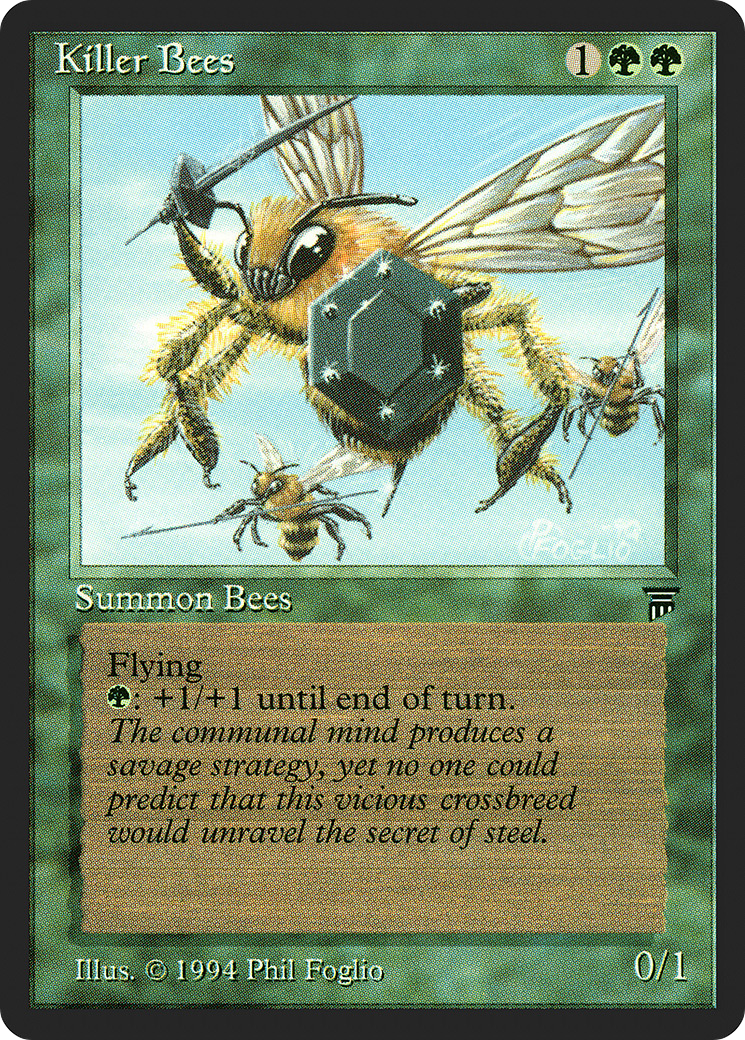 Killer Bees
1
P FOGLIO
Summon Bees
Flying
: +1/+1 until end of turn.
The communal mind produces a
savage strategy, yet no one could
predict that this vicious crossbreed
would unravel the secret of steel.
Illus. © 1994 Phil Foglio
0/1